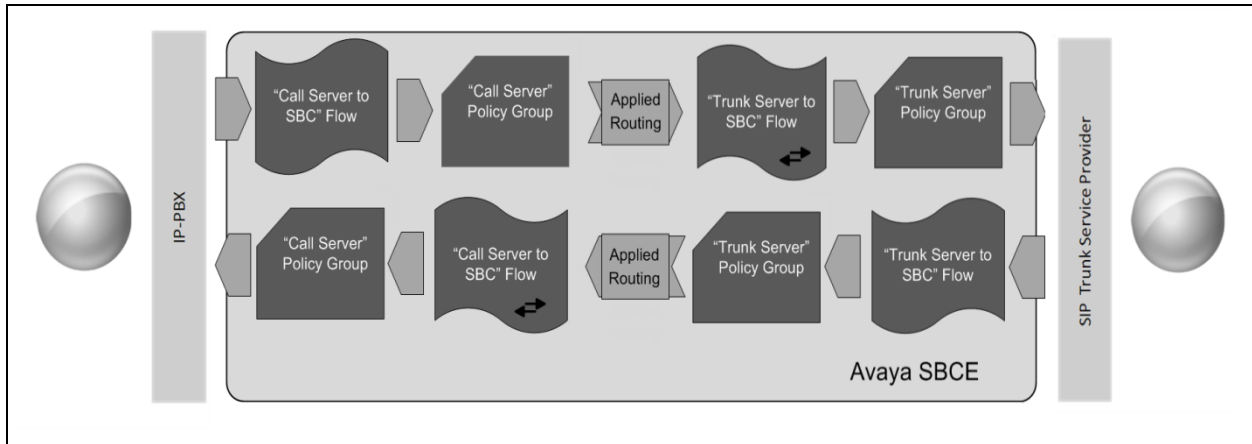 IP-PBX
“Call Server to
SBC” Flow
“Call Server”
Policy Group
Applied
Routing
“Trunk Server to
SBC” Flow
“Trunk Server”
Policy Group
“Call Server”
Policy Group
“Call Server to
SBC” Flow
Applied
Routing
“Trunk Server”
Policy Group
“Trunk Server to
SBC” Flow
Avaya SBCE
SIP Trunk Service Provider